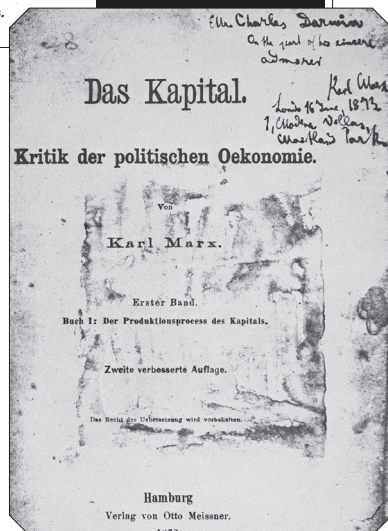 Mr. Charles Darwin
On the part of his sincere
admirer
Karl Marx
London 16 June 1873
1, Modena Villas,
Maitland Park
Das Kapital.
Kritik der politischen Oekonomie.
Von
Karl Marx.
Erster Band.
Buch I: Der Produktionsprocess des Kapitals.
Zweite verbesserte Auflage.
Das Recht der Uebersetzung wird vorbehalten.
Hamburg
Verlag von Otto Meissner.